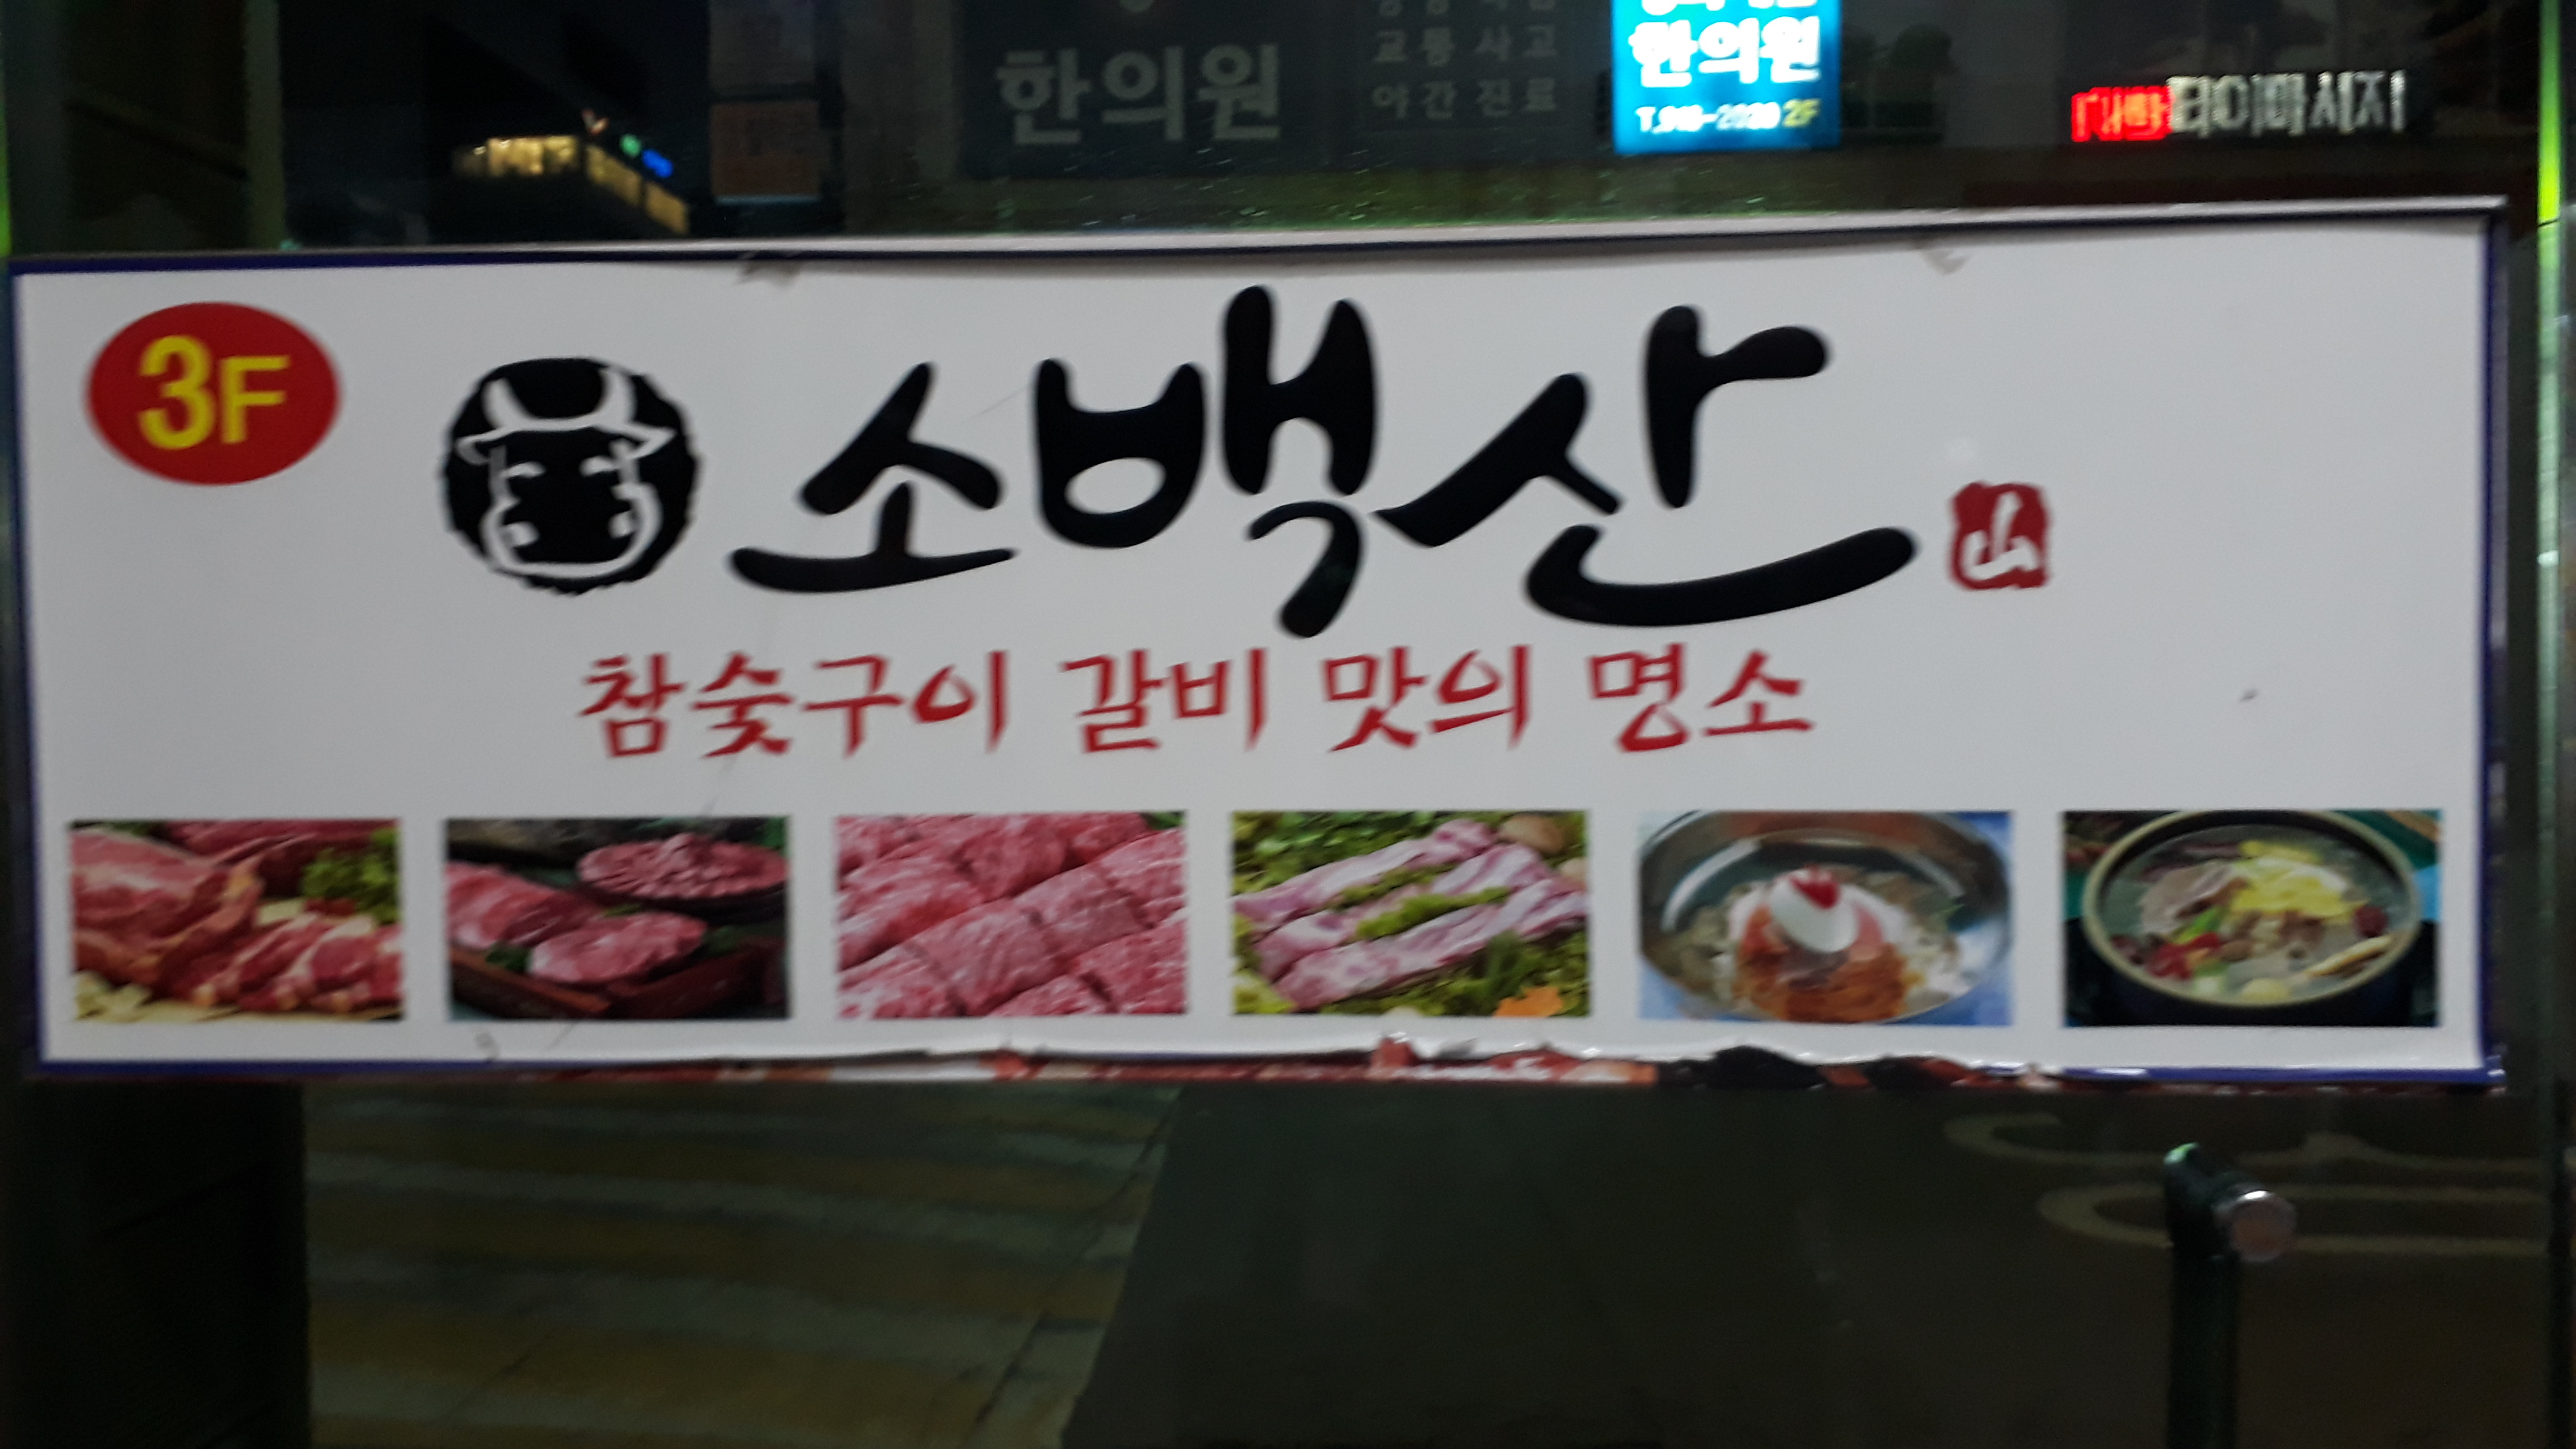 한의원
교통사고
야간진료
한의원
2F
타이마사지
3F
소백산
山
참숯구이 갈비 맛의 명소